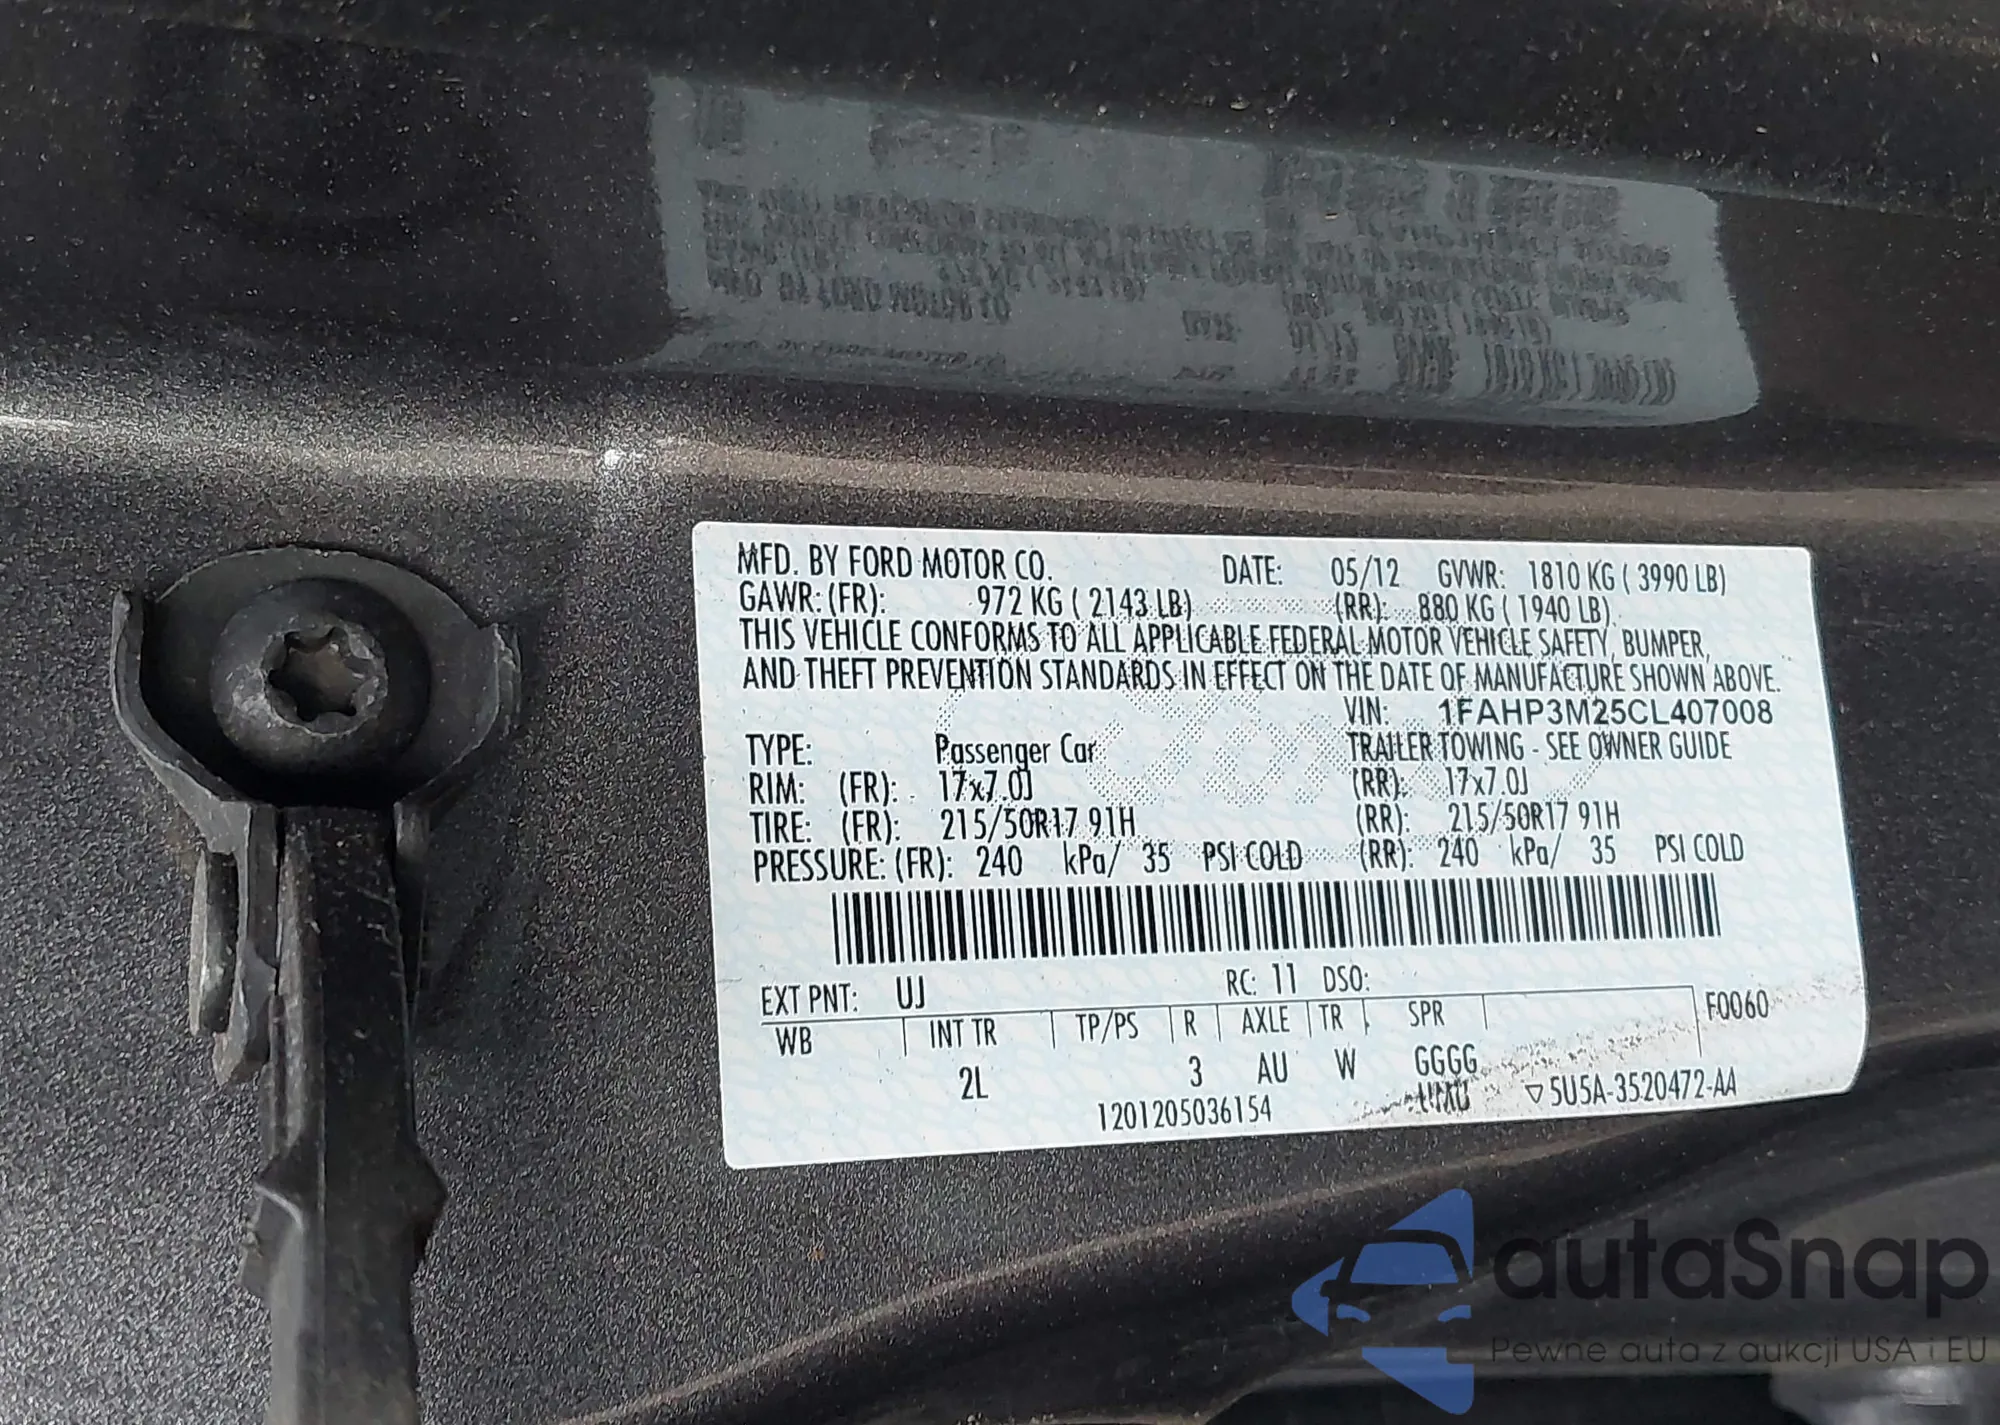 MFD. BY FORD MOTOR CO. DATE: 05/12 GVWR: 1810 KG ( 3990 LB)
GAWR: (FR): 972 KG ( 2143 LB) (RR): 880 KG ( 1940 LB).
THIS VEHICLE CONFORMS TO ALL APPLICABLE FEDERAL MOTOR VEHICLE SAFETY, BUMPER,
AND THEFT PREVENTION STANDARDS IN EFFECT ON THE DATE OF MANUFACTURE SHOWN ABOVE.
VIN: 1FAHP3M25CL407008
TYPE: Passenger Car TRAILER TOWING - SEE OWNER GUIDE
RIM: (FR): 17x7.0J (RR): 17x7.0J
TIRE: (FR): 215/50R17 91H (RR): 215/50R17 91H
PRESSURE: (FR): 240 kPa/ 35 PSI COLD (RR): 240 kPa/ 35 PSI COLD
EXT PNT: UJ RC: 11 DSO:
WB INT TR TP/PS R AXLE TR SPR F0060
2L 3 AU W GGGG
1201205036154 ▽5U5A-3520472-AA
autaSnap
Pewne auta z aukcji USA i EU